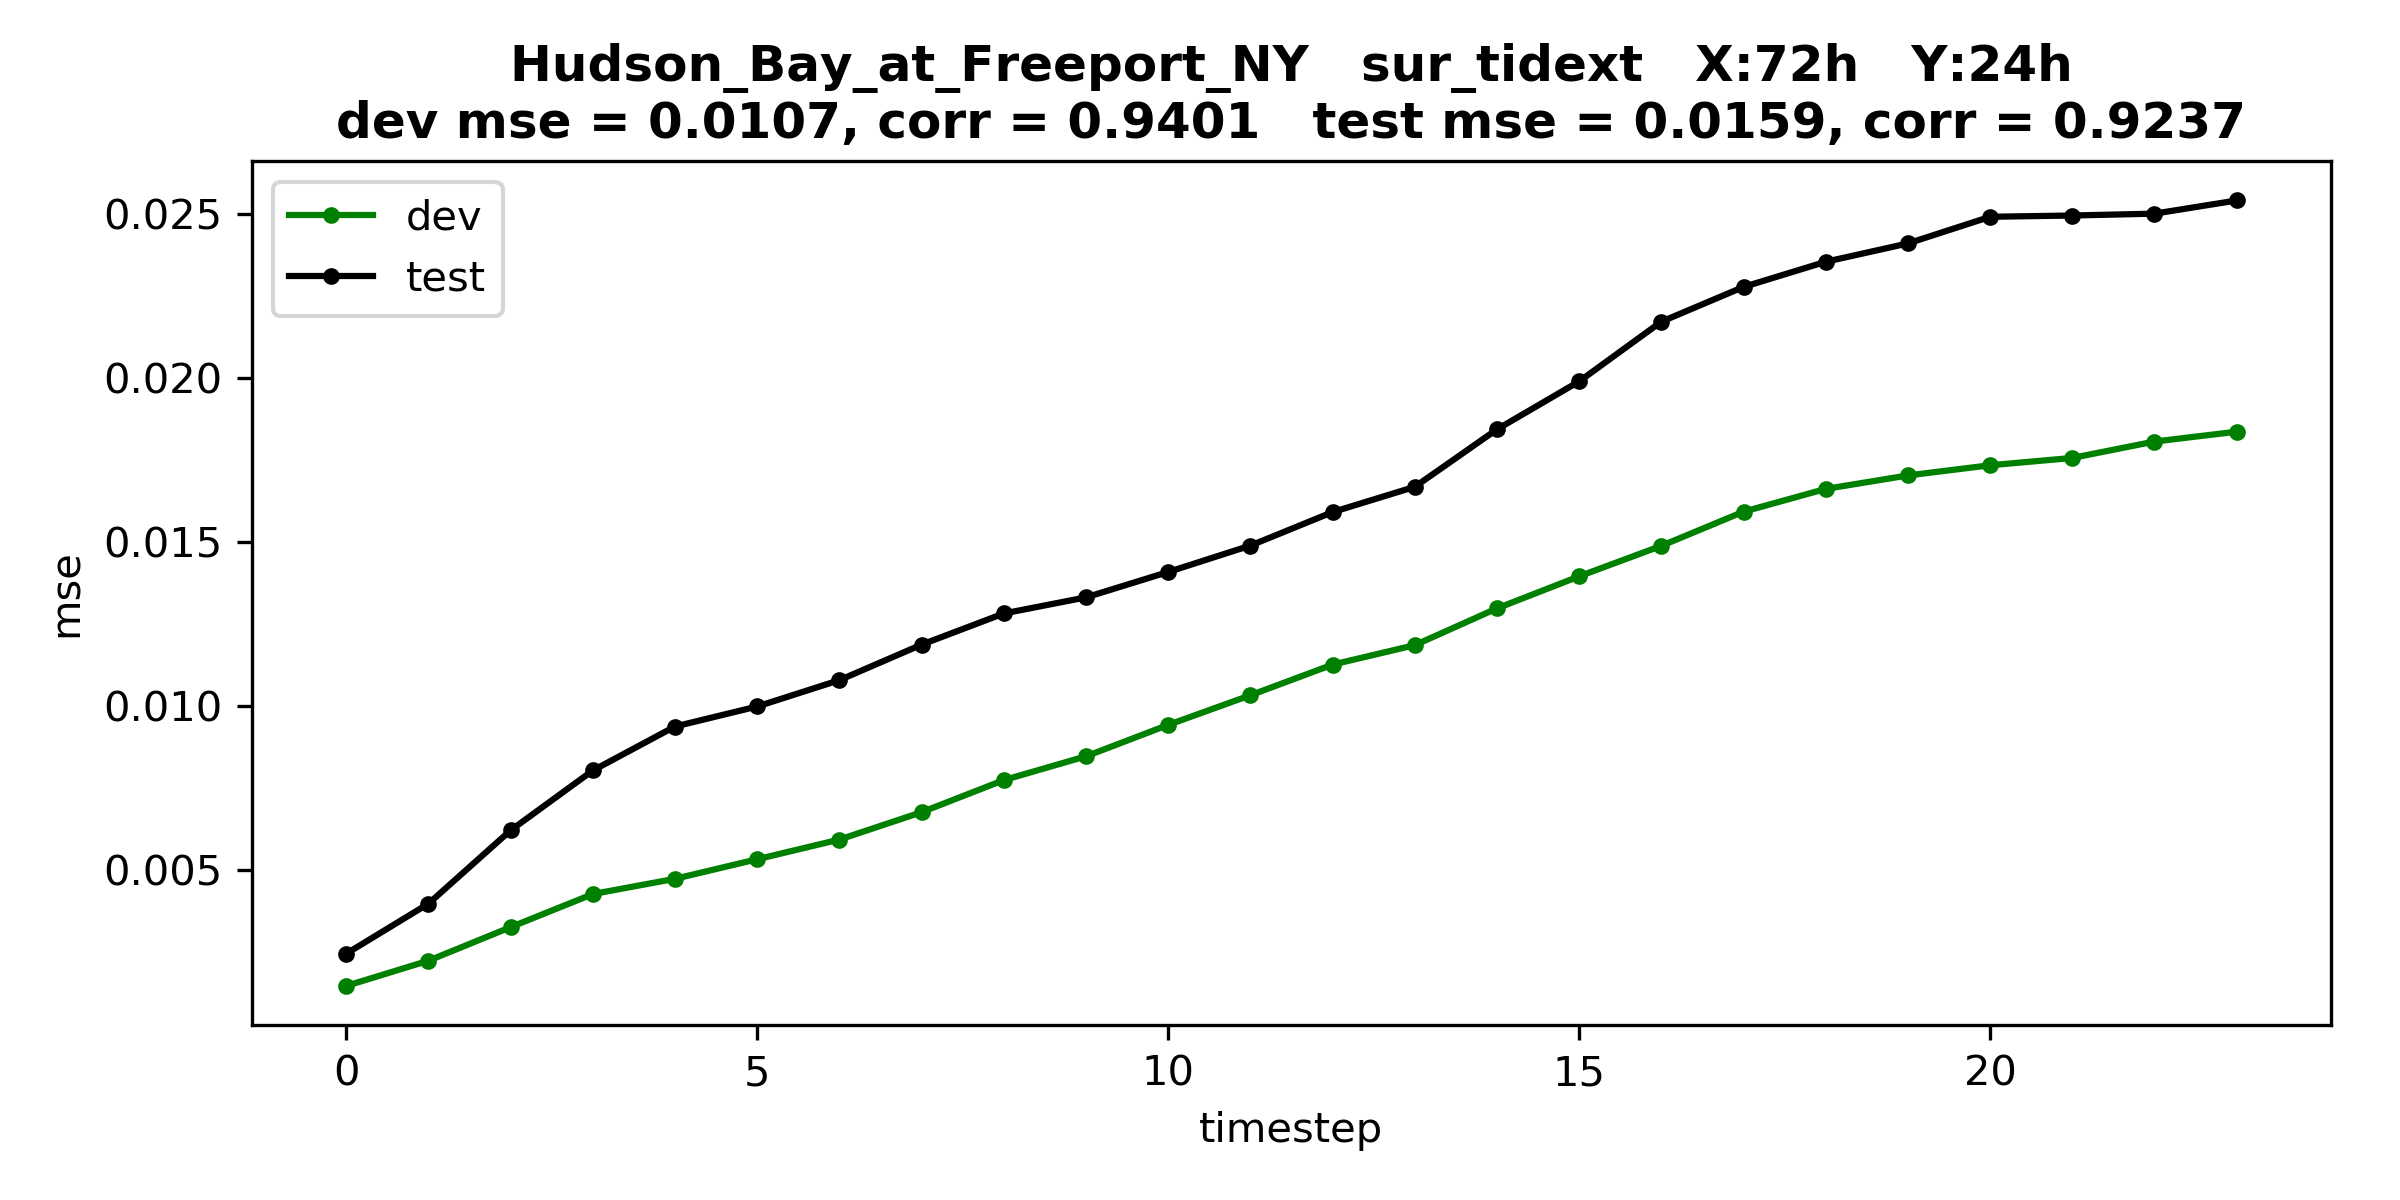 Hudson_Bay_at_Freeport_NY   sur_tidext   X:72h   Y:24h
dev mse = 0.0107, corr = 0.9401   test mse = 0.0159, corr = 0.9237
dev
test
0.025
0.020
0.015
0.010
0.005
mse
0 5 10 15 20
timestep